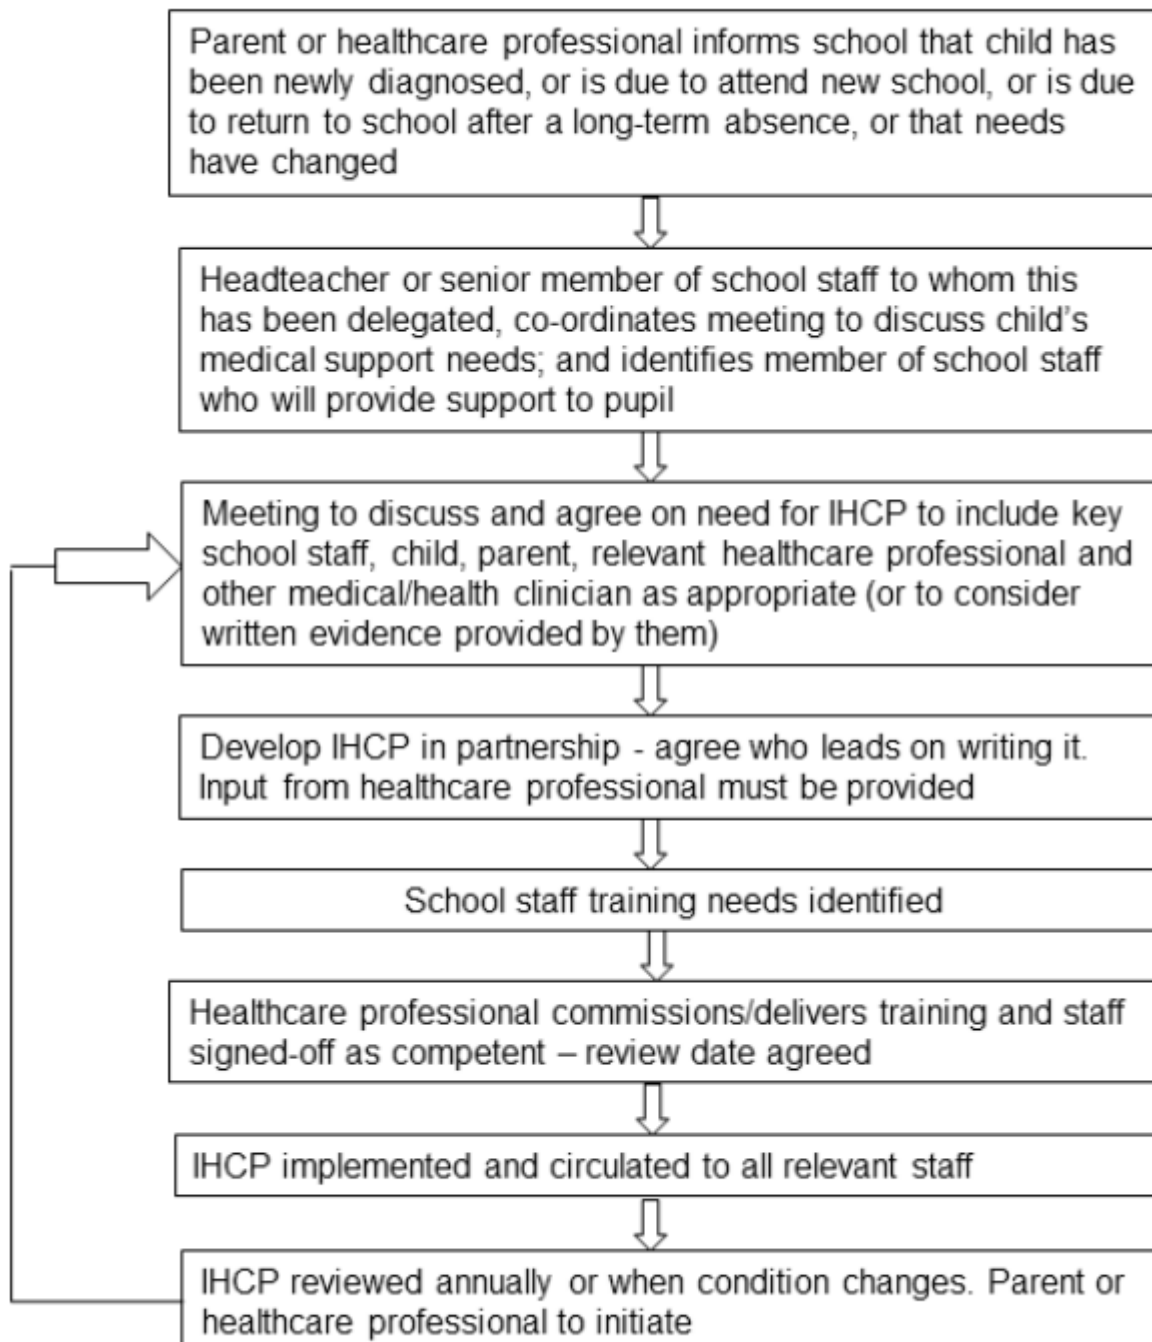 Parent or healthcare professional informs school that child has
been newly diagnosed, or is due to attend new school, or is due
to return to school after a long-term absence, or that needs
have changed
Headteacher or senior member of school staff to whom this
has been delegated, co-ordinates meeting to discuss child's
medical support needs; and identifies member of school staff
who will provide support to pupil
Meeting to discuss and agree on need for IHCP to include key
school staff, child, parent, relevant healthcare professional and
other medical/health clinician as appropriate (or to consider
written evidence provided by them)
Develop IHCP in partnership - agree who leads on writing it.
Input from healthcare professional must be provided
School staff training needs identified
Healthcare professional commissions/delivers training and staff
signed-off as competent – review date agreed
IHCP implemented and circulated to all relevant staff
IHCP reviewed annually or when condition changes. Parent or
healthcare professional to initiate